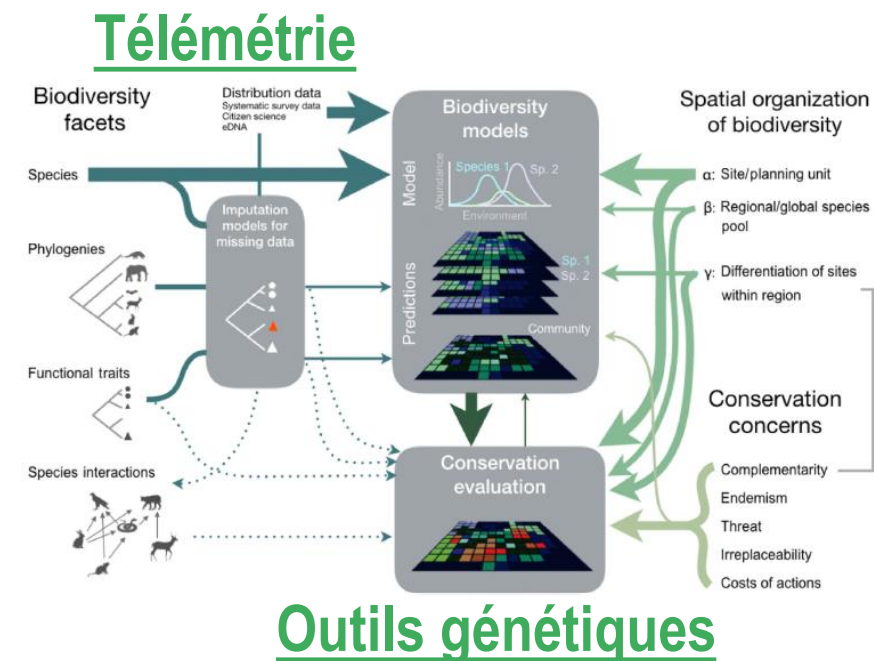 Télémétrie
Biodiversity
facets
Distribution data
Systematic survey data
Citizen science
eDNA
Species
Phylogenies
Functional traits
Species interactions
Imputation
models for
missing data
Biodiversity
models
Model
Abundance
Species 1
Sp. 2
Environment
Predictions
Sp. 1
Sp. 2
Community
Conservation
evaluation
Spatial organization
of biodiversity
α: Site/planning unit
β: Regional/global species
pool
γ: Differentiation of sites
within region
Conservation
concerns
Complementarity
Endemism
Threat
Irreplaceability
Costs of actions
Outils génétiques